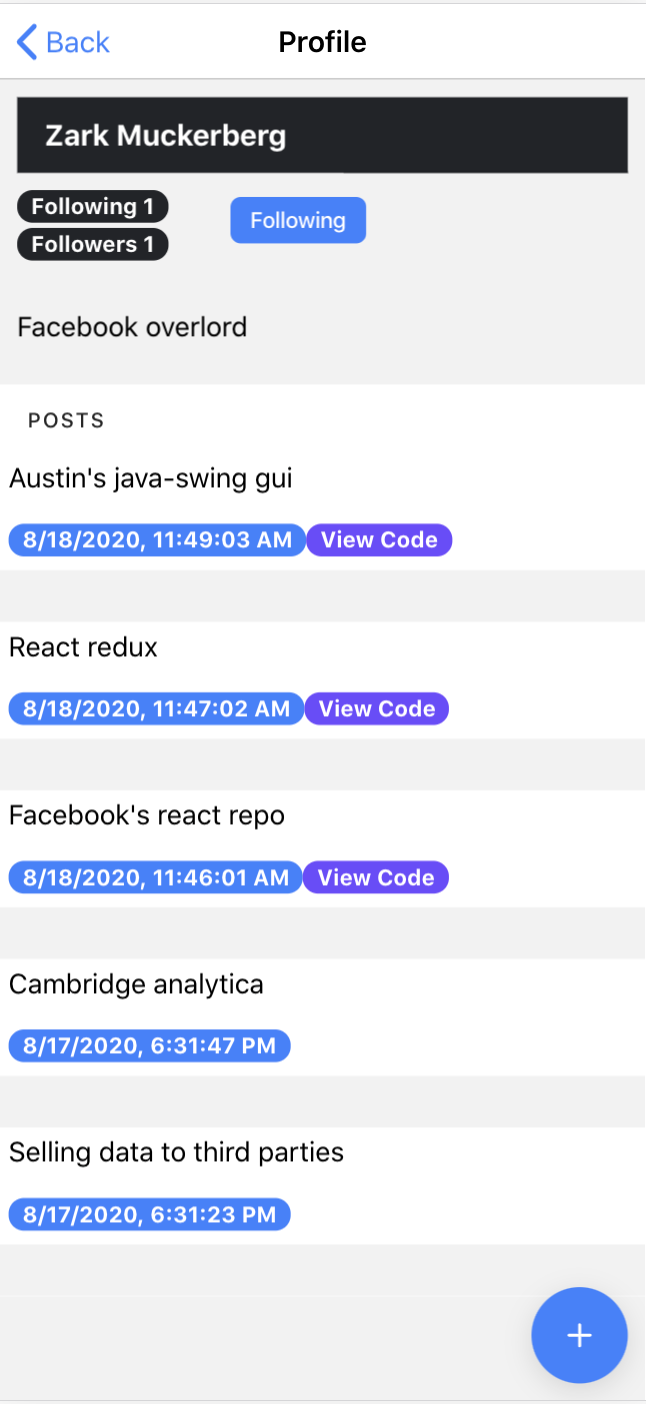 Back
Profile
Zark Muckerberg
Following 1
Following
Followers 1
Facebook overlord
POSTS
Austin's java-swing gui
8/18/2020, 11:49:03 AM View Code
React redux
8/18/2020, 11:47:02 AM View Code
Facebook's react repo
8/18/2020, 11:46:01 AM View Code
Cambridge analytica
8/17/2020, 6:31:47 PM
Selling data to third parties
8/17/2020, 6:31:23 PM
+